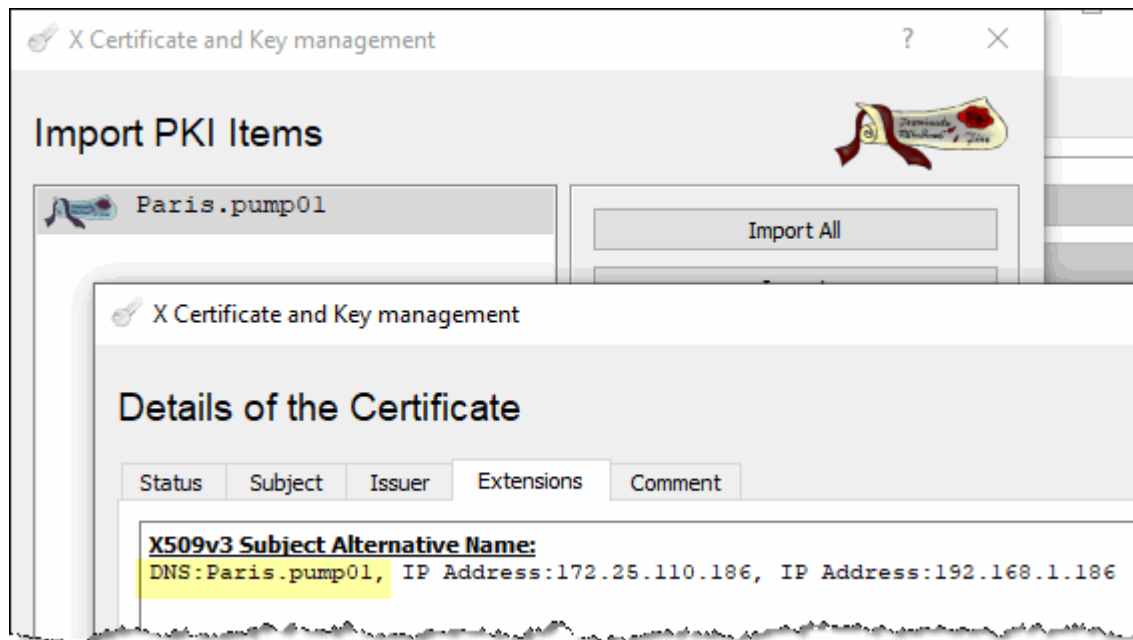 X Certificate and Key management
Import PKI Items
Paris.pump01
Import All
X Certificate and Key management
Details of the Certificate
Status Subject Issuer Extensions Comment
X509v3 Subject Alternative Name:
DNS:Paris.pump01, IP Address:172.25.110.186, IP Address:192.168.1.186